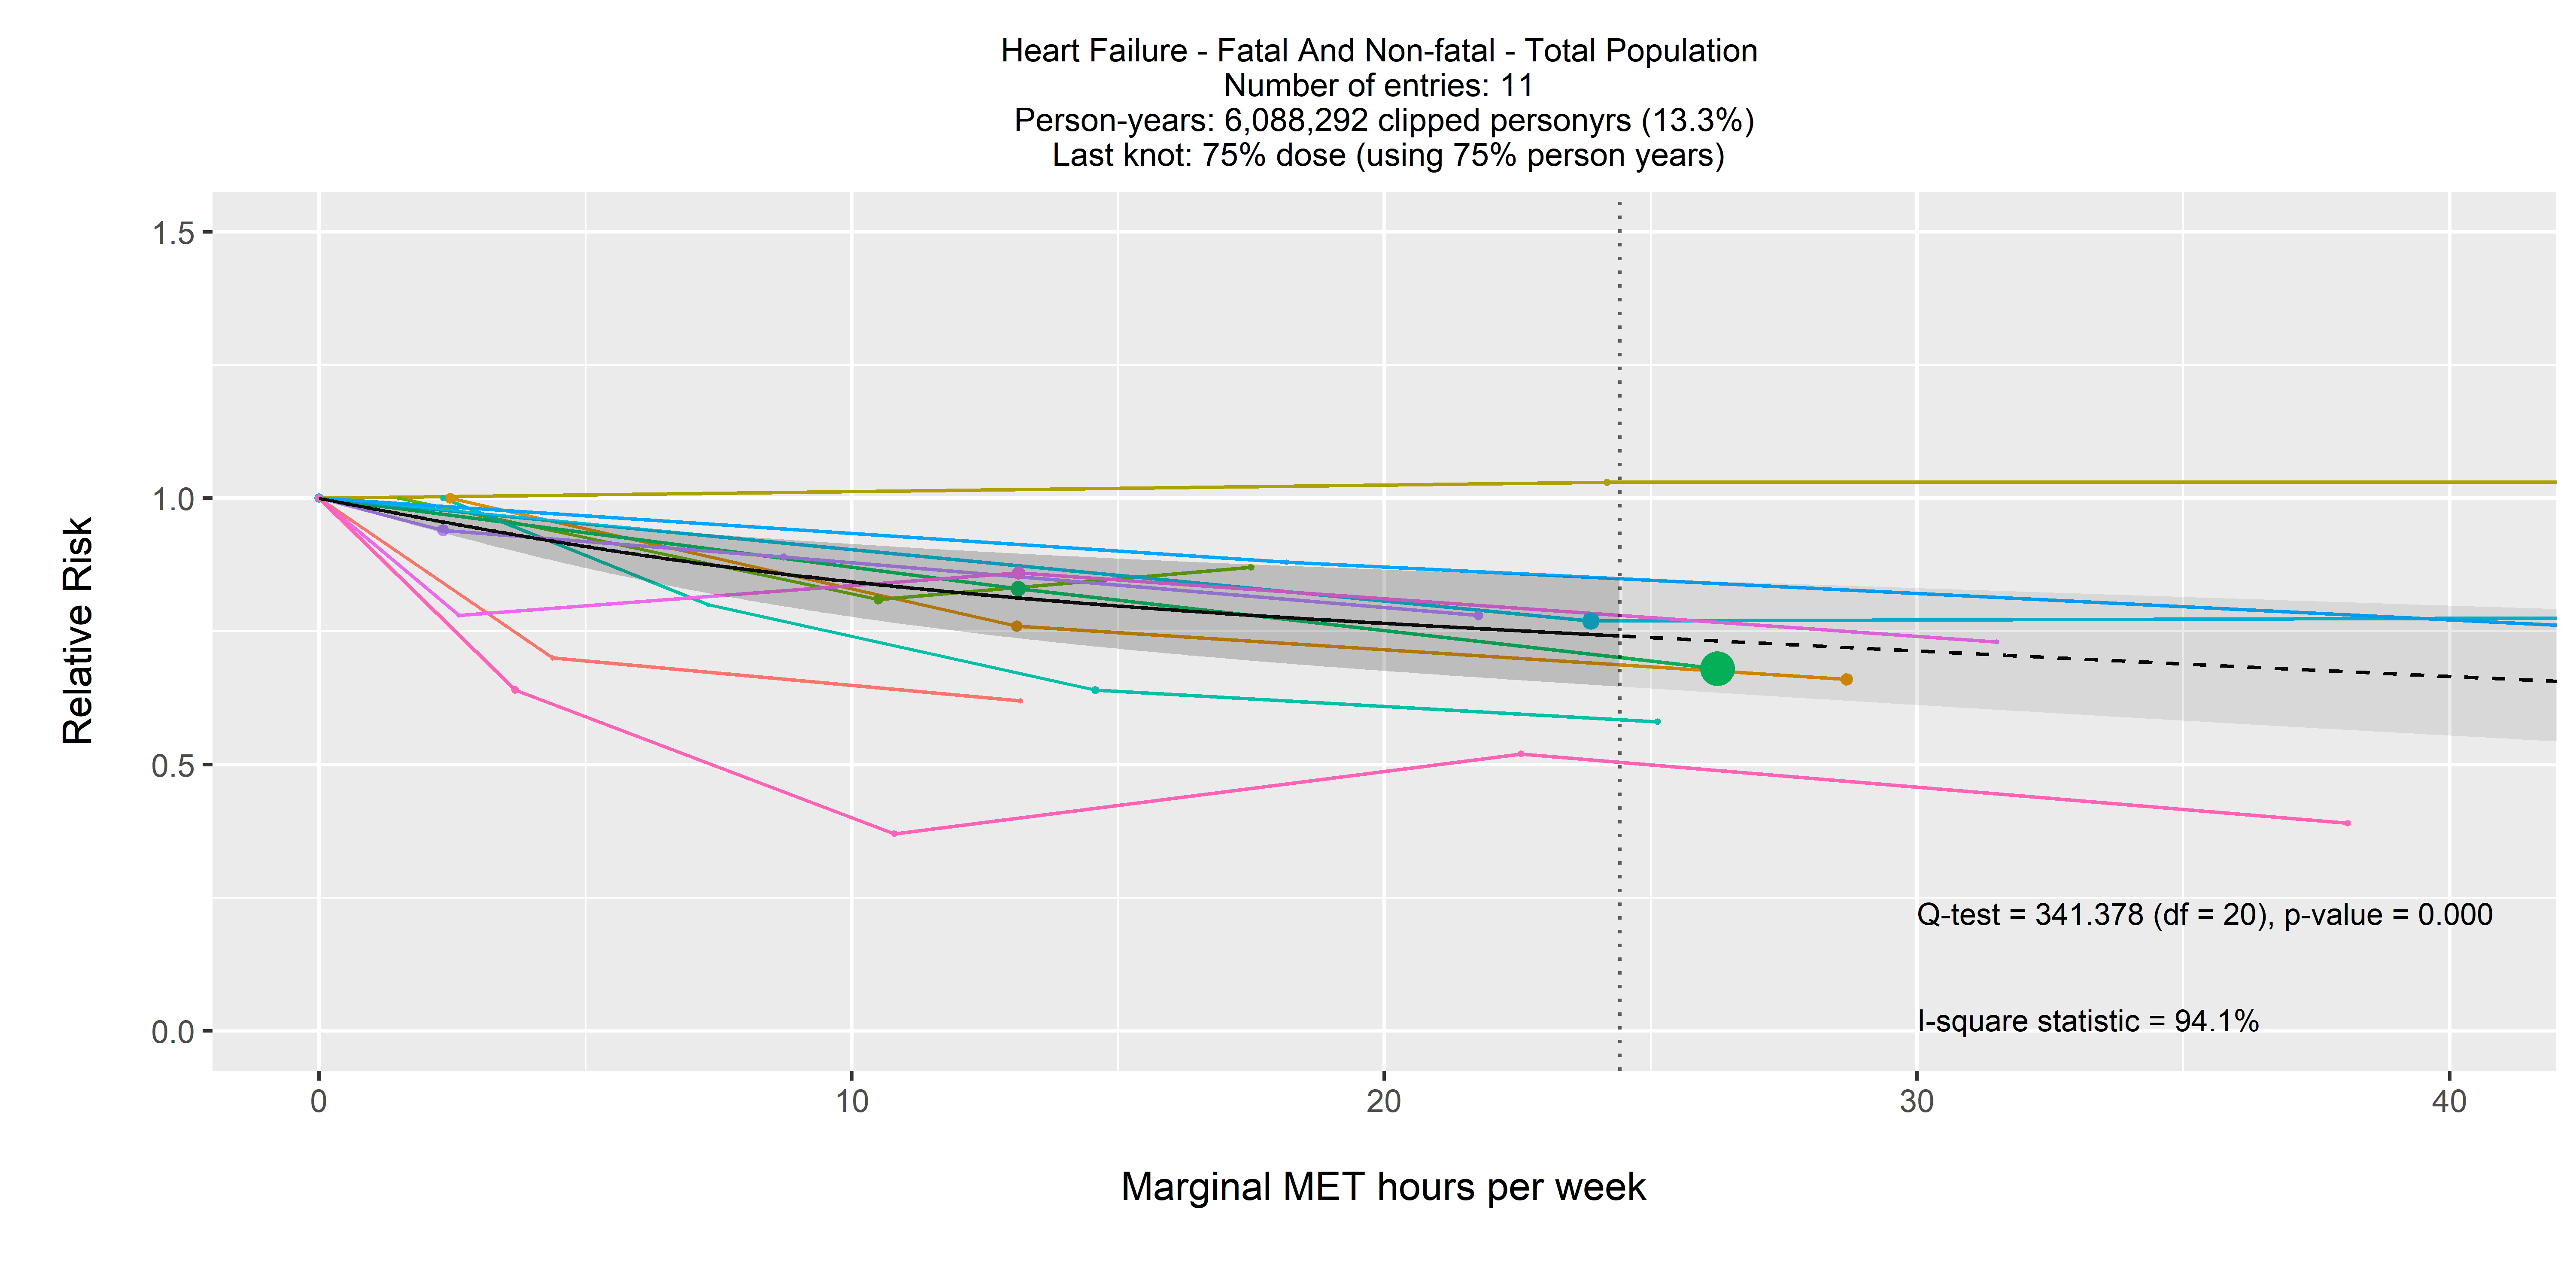 Heart Failure - Fatal And Non-fatal - Total Population
Number of entries: 11
Person-years: 6,088,292 clipped personyrs (13.3%)
Last knot: 75% dose (using 75% person years)
Relative Risk
1.5
1.0
0.5
0.0
Q-test = 341.378 (df = 20), p-value = 0.000
I-square statistic = 94.1%
0 10 20 30 40
Marginal MET hours per week